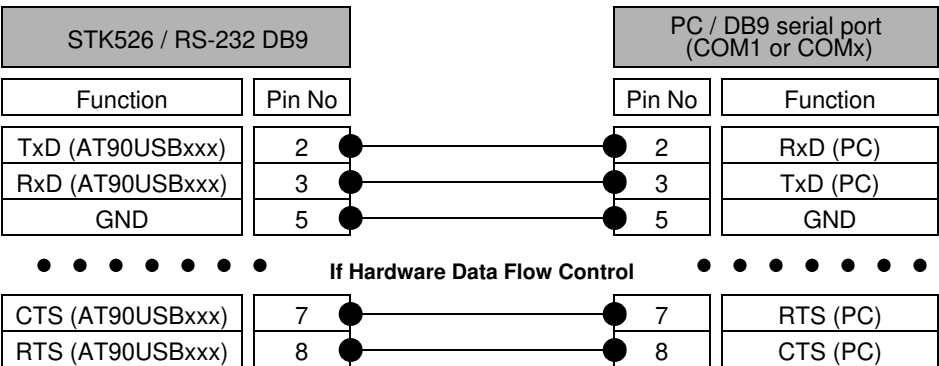 STK526 / RS-232 DB9
PC / DB9 serial port
(COM1 or COMx)
Function Pin No Pin No Function
TxD (AT90USBxxx) 2 2 RxD (PC)
RxD (AT90USBxxx) 3 3 TxD (PC)
GND 5 5 GND
If Hardware Data Flow Control
CTS (AT90USBxxx) 7 7 RTS (PC)
RTS (AT90USBxxx) 8 8 CTS (PC)